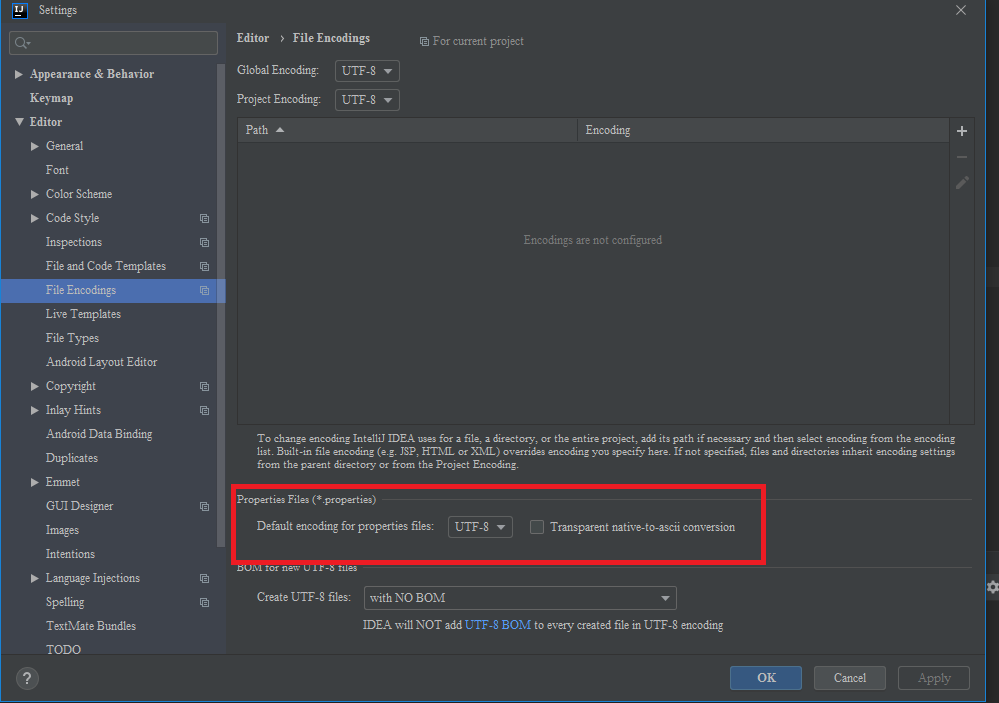 IJ
Settings
Editor › File Encodings
For current project
Global Encoding: UTF-8
Project Encoding: UTF-8
Path Encoding
Encodings are not configured
To change encoding IntelliJ IDEA uses for a file, a directory, or the entire project, add its path if necessary and then select encoding from the encoding
list. Built-in file encoding (e.g. JSP, HTML or XML) overrides encoding you specify here. If not specified, files and directories inherit encoding settings
from the parent directory or from the Project Encoding.
Properties Files (*.properties)
Default encoding for properties files: UTF-8 Transparent native-to-ascii conversion
BOM for new UTF-8 files
Create UTF-8 files: with NO BOM
IDEA will NOT add UTF-8 BOM to every created file in UTF-8 encoding
Appearance & Behavior
Keymap
Editor
General
Font
Color Scheme
Code Style
Inspections
File and Code Templates
File Encodings
Live Templates
File Types
Android Layout Editor
Copyright
Inlay Hints
Android Data Binding
Duplicates
Emmet
GUI Designer
Images
Intentions
Language Injections
Spelling
TextMate Bundles
TODO
?
OK
Cancel
Apply